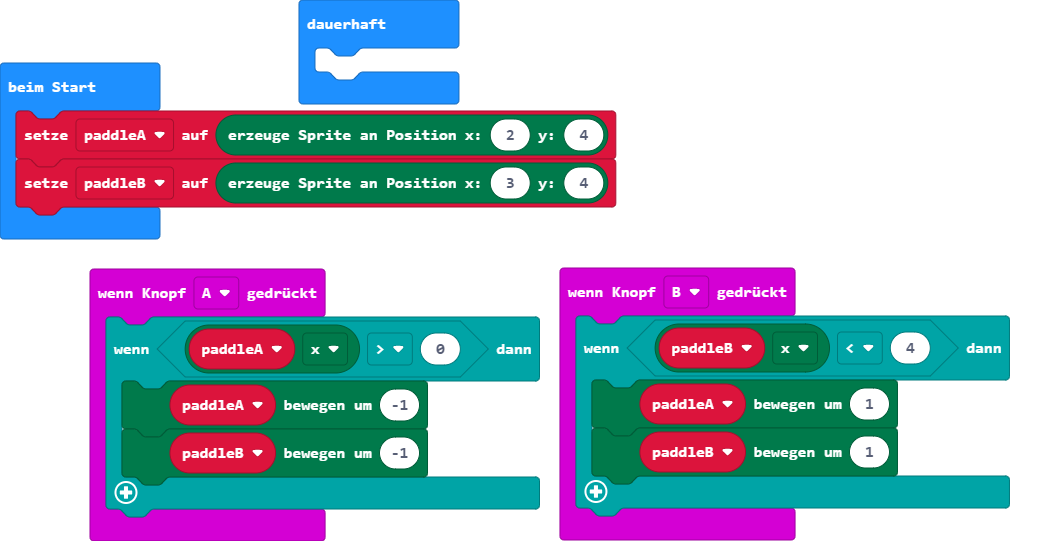 dauerhaft
beim Start
setze paddleA auf erzeuge Sprite an Position x: 2 y: 4
setze paddleB auf erzeuge Sprite an Position x: 3 y: 4
wenn Knopf A gedrückt
wenn paddleA x > 0 dann
paddleA bewegen um -1
paddleB bewegen um -1
wenn Knopf B gedrückt
wenn paddleB x < 4 dann
paddleA bewegen um 1
paddleB bewegen um 1